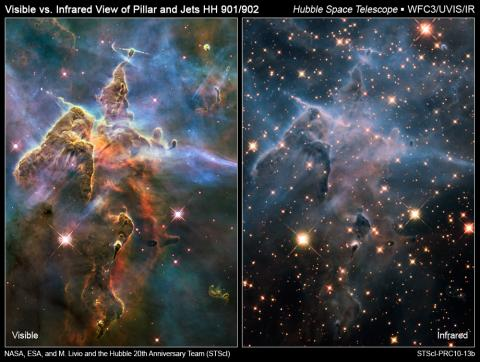 Visible vs. Infrared View of Pillar and Jets HH 901/902
Hubble Space Telescope ▪ WFC3/UVIS/IR
Visible
Infrared
NASA, ESA, and M. Livio and the Hubble 20th Anniversary Team (STScI)
STScI-PRC10-13b